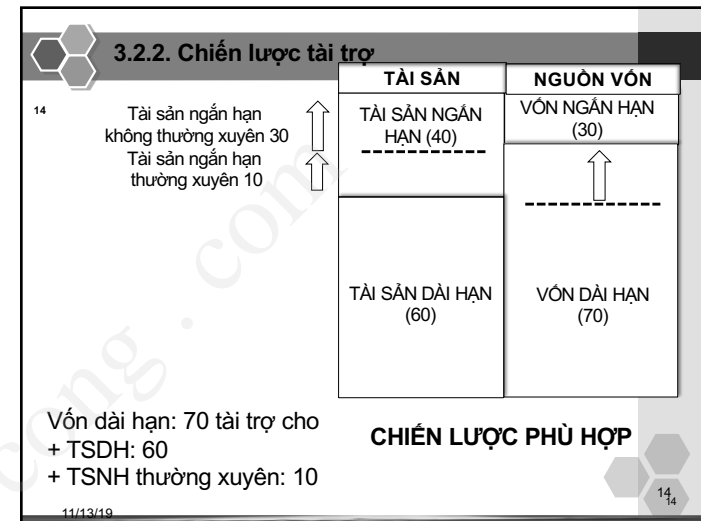 3.2.2. Chiến lược tài trợ
TÀI SẢN
NGUỒN VỐN
14
Tài sản ngắn hạn
không thường xuyên 30
Tài sản ngắn hạn
thường xuyên 10
TÀI SẢN NGẮN
HẠN (40)
VỐN NGẮN HẠN
(30)
TÀI SẢN DÀI HẠN
(60)
VỐN DÀI HẠN
(70)
Vốn dài hạn: 70 tài trợ cho
+ TSDH: 60
+ TSNH thường xuyên: 10
CHIẾN LƯỢC PHÙ HỢP
11/13/19
14
14
cong . com